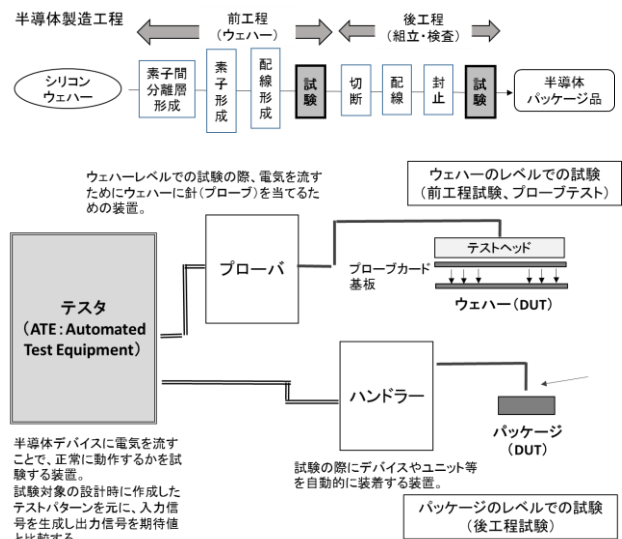 半導体製造工程
前工程
(ウェハー)
後工程
(組立・検査)
シリコン
ウェハー
素子間
分離層
形成
素子形成
配線形成
試験
切断
配線
封止
試験
半導体
パッケージ品
ウェハーレベルでの試験の際、電気を流す
ためにウェハーに針(プローブ)を当てるた
めの装置。
ウェハーのレベルでの試験
(前工程試験、プローブテスト)
プローバ
テストヘッド
プローブカード
基板
ウェハー(DUT)
テスタ
(ATE:Automated
Test Equipment)
ハンドラー
パッケージ
(DUT)
半導体デバイスに電気を流す
ことで、正常に動作するかを試
験する装置。
試験対象の設計時に作成した
テストパターンを元に、入力信
号を生成し出力信号を期待値
と比較する
試験の際にデバイスやユニット等
を自動的に装着する装置。
パッケージのレベルでの試験
(後工程試験)